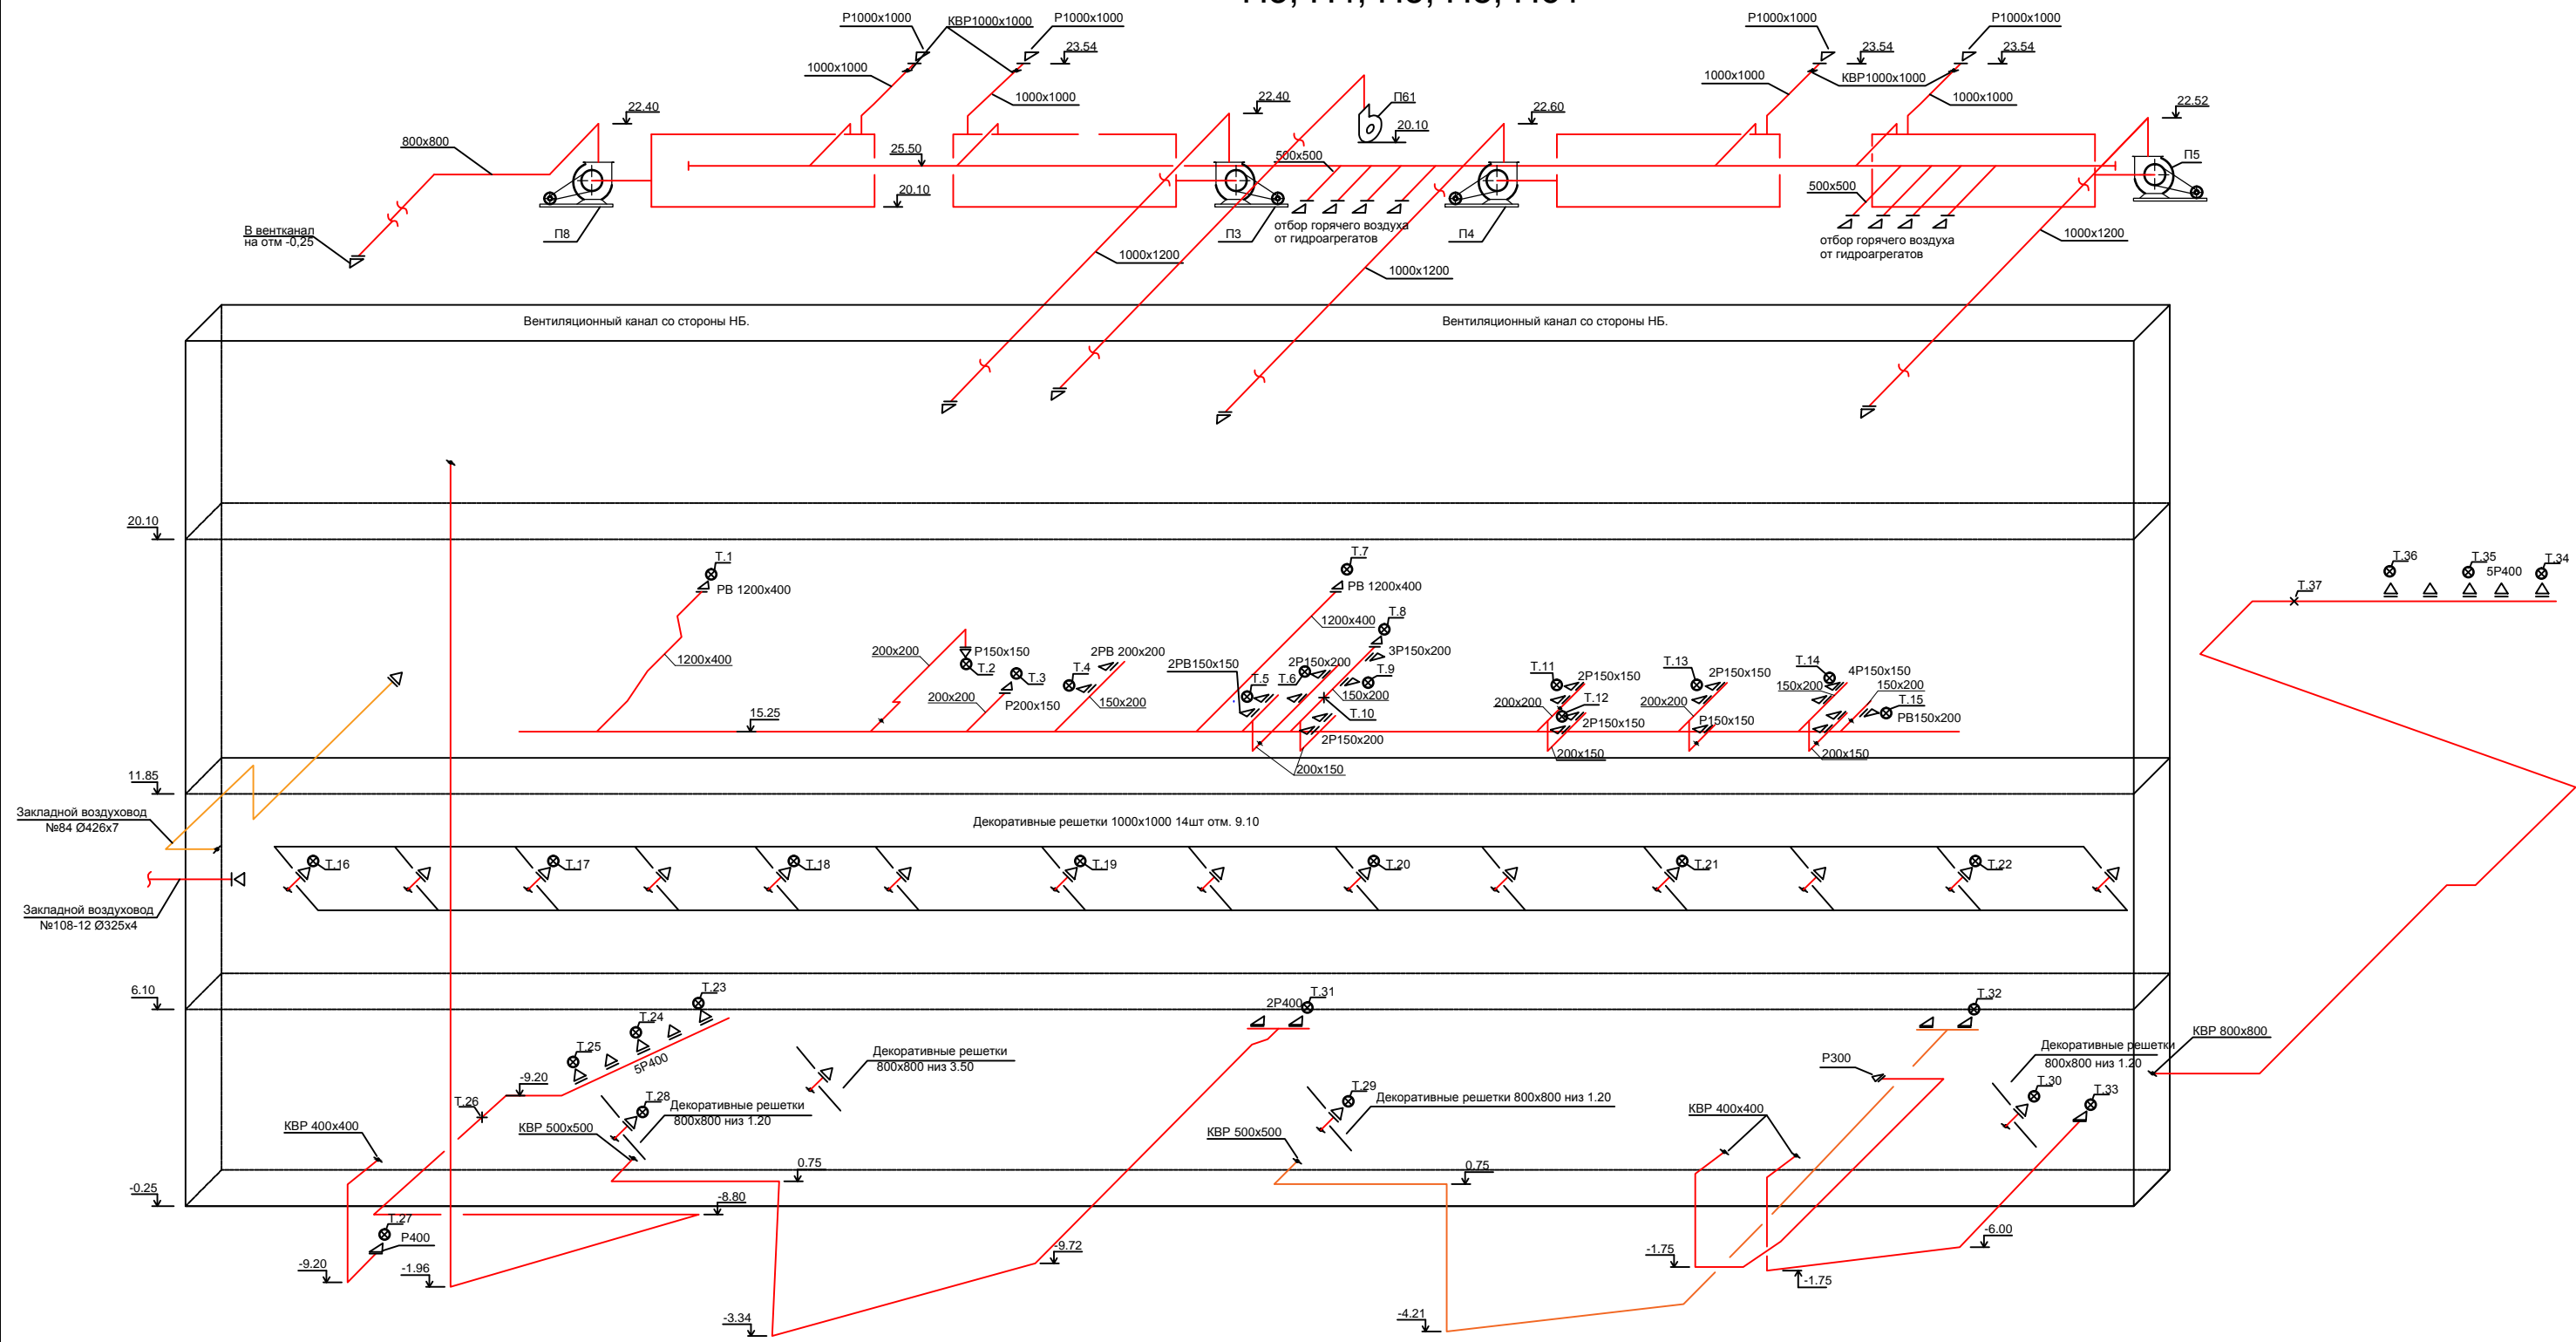 Р1000х1000
КВР1000х1000
Р1000х1000
Р1000х1000
Р1000х1000
23.54
23.54
23.54
1000х1000
1000х1000
КВР1000х1000
1000х1000
1000х1000
22.40
22.40
П61
22.60
22.52
800х800
25.50
20.10
500х500
П5
20.10
500х500
В вентканал
на отм -0,25
П8
П3
отбор горячего воздуха
от гидроагрегатов
П4
отбор горячего воздуха
от гидроагрегатов
1000х1200
1000х1200
1000х1200
Вентиляционный канал со стороны НБ.
Вентиляционный канал со стороны НБ.
20.10
Т.1
РВ 1200х400
Т.7
РВ 1200х400
Т.36
Т.35
5Р400
Т.34
Т.37
1200х400
Т.8
1200х400
200х200
Р150х150
Т.2
Т.3
Т.4
2РВ 200х200
2РВ150х150
2Р150х200
3Р150х200
Т.5
Т.6
Т.9
Т.11
2Р150х150
Т.13
2Р150х150
Т.14
4Р150х150
200х200
Р200х150
150х200
150х200
Т.10
200х200
Т.12
2Р150х150
200х200
Р150х150
150х200
150х200
Т.15
РВ150х200
15.25
2Р150х200
200х150
200х150
200х150
11.85
Закладной воздуховод
№84 Ø426х7
Декоративные решетки 1000х1000 14шт отм. 9.10
Т.16
Т.17
Т.18
Т.19
Т.20
Т.21
Т.22
Закладной воздуховод
№108-12 Ø325х4
6.10
Т.23
Т.24
Т.25
5Р400
2Р400
Т.31
Т.32
КВР 800х800
Декоративные решетки
800х800 низ 3.50
Р300
Декоративные решетки
800х800 низ 1.20
-9.20
Т.26
Т.28
Декоративные решетки
800х800 низ 1.20
Т.29
Декоративные решетки 800х800 низ 1.20
Т.30
Т.33
КВР 400х400
КВР 500х500
КВР 500х500
КВР 400х400
0.75
0.75
-0.25
-8.80
Т.27
Р400
-9.20
-1.96
-9.72
-1.75
-6.00
-1.75
-3.34
-4.21